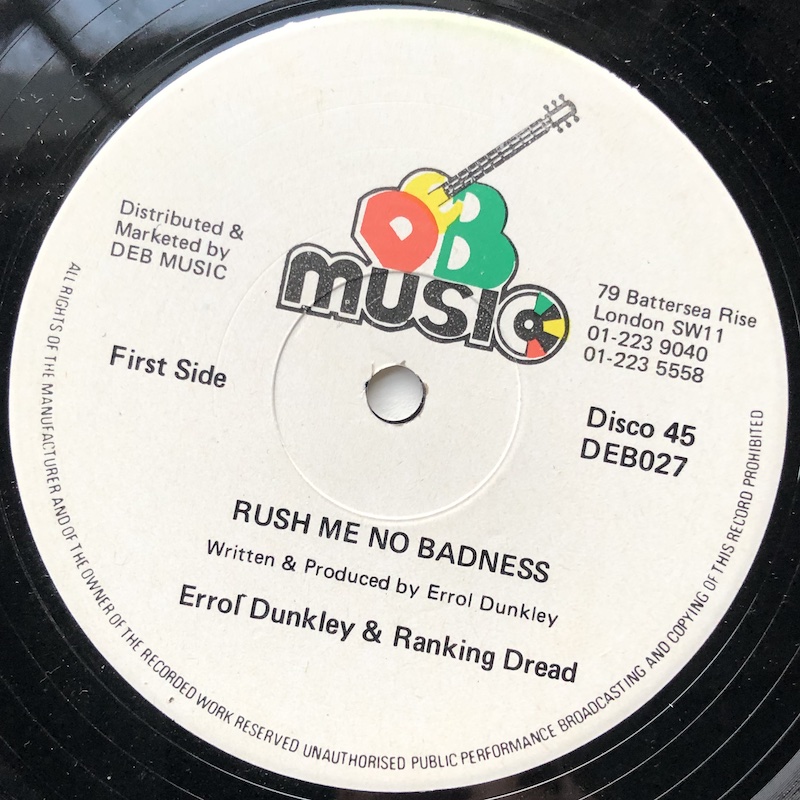 DEB
music
Distributed &
Marketed by
DEB MUSIC
79 Battersea Rise
London SW11
01-223 9040
01-223 5558
First Side
Disco 45
DEB027
RUSH ME NO BADNESS
Written & Produced by Errol Dunkley
Errol Dunkley & Ranking Dread
ALL RIGHTS OF THE MANUFACTURER AND OF THE OWNER OF THE RECORDED WORK RESERVED UNAUTHORISED PUBLIC PERFORMANCE BROADCASTING AND COPYING OF THIS RECORD PROHIBITED